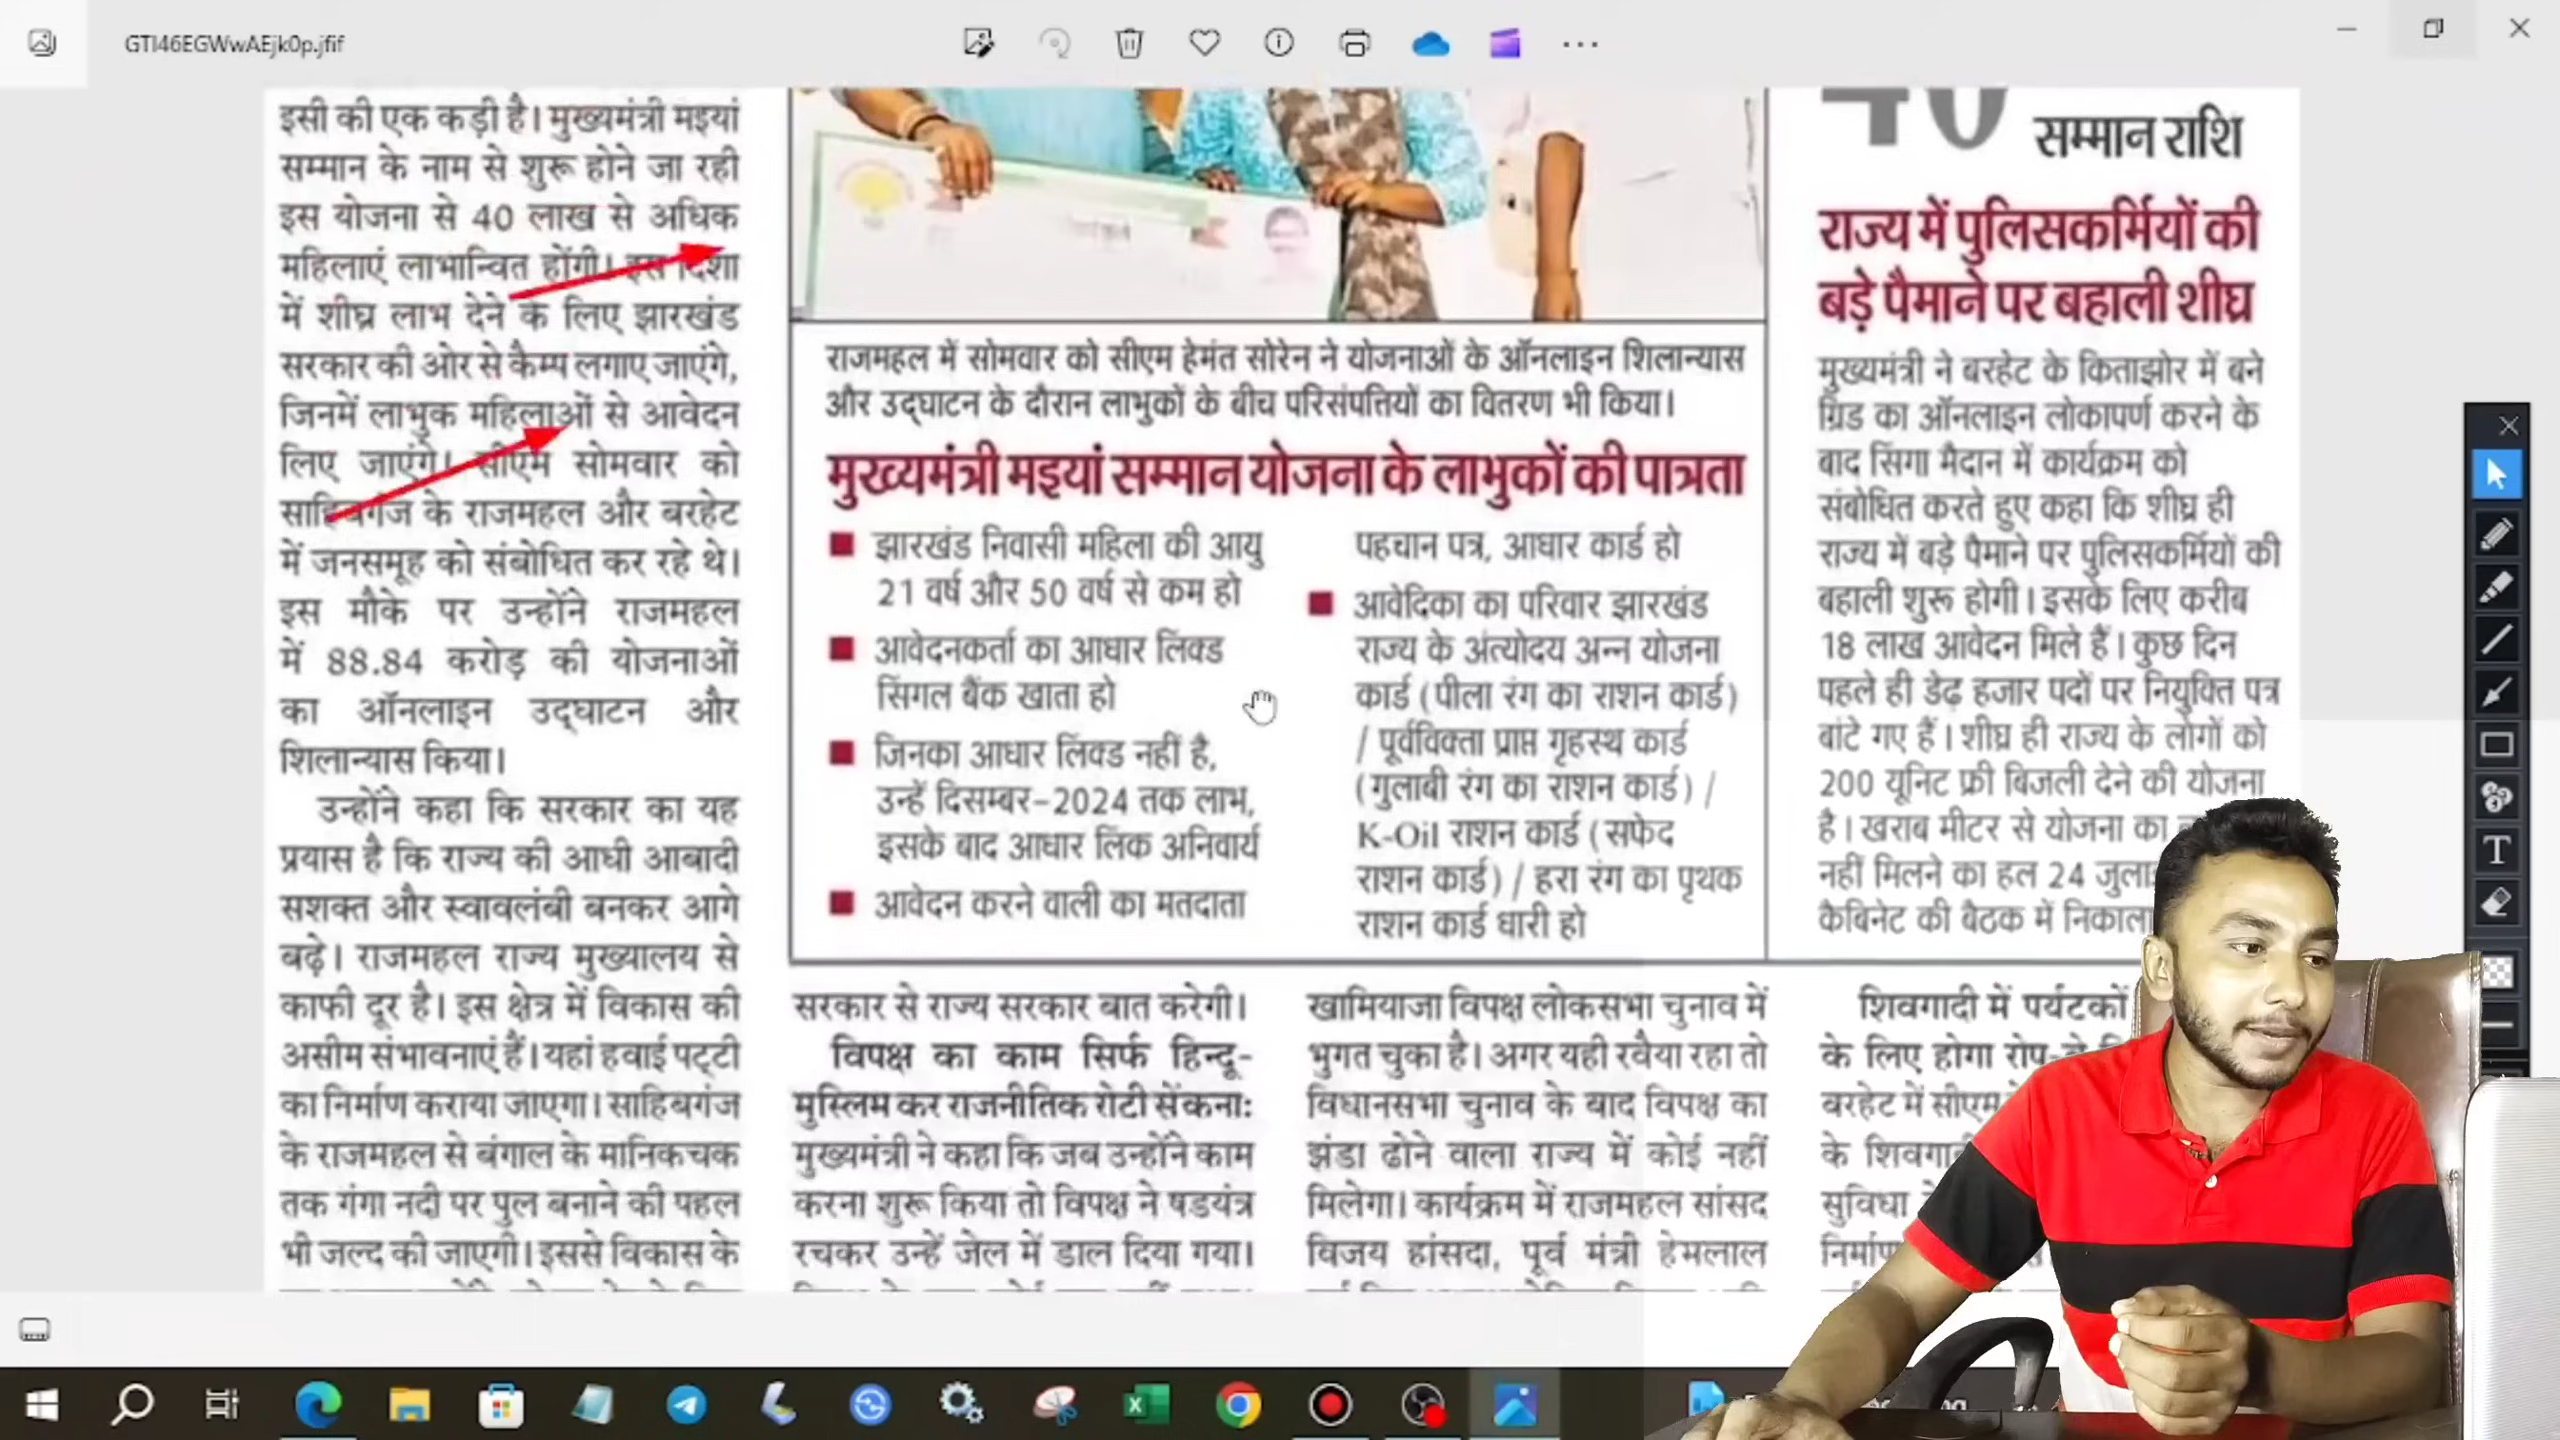 GTI46EGWwAEjk0p.jfif
इसी की एक कड़ी है। मुख्यमंत्री मइयां
सम्मान के नाम से शुरू होने जा रही
इस योजना से 40 लाख से अधिक
महिलाएं लाभान्वित होंगी। इस दिशा
में शीघ्र लाभ देने के लिए झारखंड
सरकार की ओर से कैम्प लगाए जाएंगे,
जिनमें लाभुक महिलाओं से आवेदन
लिए जाएंगे। सीएम सोमवार को
साहिबगंज के राजमहल और बरहेट
में जनसमूह को संबोधित कर रहे थे।
इस मौके पर उन्होंने राजमहल
में 88.84 करोड़ की योजनाओं
का ऑनलाइन उद्घाटन और
शिलान्यास किया।
उन्होंने कहा कि सरकार का यह
प्रयास है कि राज्य की आधी आबादी
सशक्त और स्वावलंबी बनकर आगे
बढ़े। राजमहल राज्य मुख्यालय से
काफी दूर है। इस क्षेत्र में विकास की
असीम संभावनाएं हैं। यहां हवाई पट्टी
का निर्माण कराया जाएगा। साहिबगंज
के राजमहल से बंगाल के मानिकचक
तक गंगा नदी पर पुल बनाने की पहल
भी जल्द की जाएगी। इससे विकास के
राजमहल में सोमवार को सीएम हेमंत सोरेन ने योजनाओं के ऑनलाइन शिलान्यास
और उद्घाटन के दौरान लाभुकों के बीच परिसंपत्तियों का वितरण भी किया।
मुख्यमंत्री मइयां सम्मान योजना के लाभुकों की पात्रता
झारखंड निवासी महिला की आयु
21 वर्ष और 50 वर्ष से कम हो
आवेदनकर्ता का आधार लिंक्ड
सिंगल बैंक खाता हो
जिनका आधार लिंक्ड नहीं है,
उन्हें दिसम्बर-2024 तक लाभ,
इसके बाद आधार लिंक अनिवार्य
आवेदन करने वाली का मतदाता
पहचान पत्र, आधार कार्ड हो
आवेदिका का परिवार झारखंड
राज्य के अंत्योदय अन्न योजना
कार्ड (पीला रंग का राशन कार्ड)
/ पूर्वविक्ता प्राप्त गृहस्थ कार्ड
(गुलाबी रंग का राशन कार्ड) /
K-Oil राशन कार्ड (सफेद
राशन कार्ड) / हरा रंग का पृथक
राशन कार्ड धारी हो
सरकार से राज्य सरकार बात करेगी।
विपक्ष का काम सिर्फ हिन्दू-
मुस्लिम कर राजनीतिक रोटी सेंकनाः
मुख्यमंत्री ने कहा कि जब उन्होंने काम
करना शुरू किया तो विपक्ष ने षडयंत्र
रचकर उन्हें जेल में डाल दिया गया।
खामियाजा विपक्ष लोकसभा चुनाव में
भुगत चुका है। अगर यही रवैया रहा तो
विधानसभा चुनाव के बाद विपक्ष का
झंडा ढोने वाला राज्य में कोई नहीं
मिलेगा। कार्यक्रम में राजमहल सांसद
विजय हांसदा, पूर्व मंत्री हेमलाल
40 सम्मान राशि
राज्य में पुलिसकर्मियों की
बड़े पैमाने पर बहाली शीघ्र
मुख्यमंत्री ने बरहेट के किताझोर में बने
ग्रिड का ऑनलाइन लोकापर्ण करने के
बाद सिंगा मैदान में कार्यक्रम को
संबोधित करते हुए कहा कि शीघ्र ही
राज्य में बड़े पैमाने पर पुलिसकर्मियों की
बहाली शुरू होगी। इसके लिए करीब
18 लाख आवेदन मिले हैं। कुछ दिन
पहले ही डेढ़ हजार पदों पर नियुक्ति पत्र
बांटे गए हैं। शीघ्र ही राज्य के लोगों को
200 यूनिट फ्री बिजली देने की योजना
है। खराब मीटर से योजना का
नहीं मिलने का हल 24
कैबिनेट की बैठक में
शिवगादी में पर्यटकों
के लिए होगा
बरहेट में
के
सुविधा